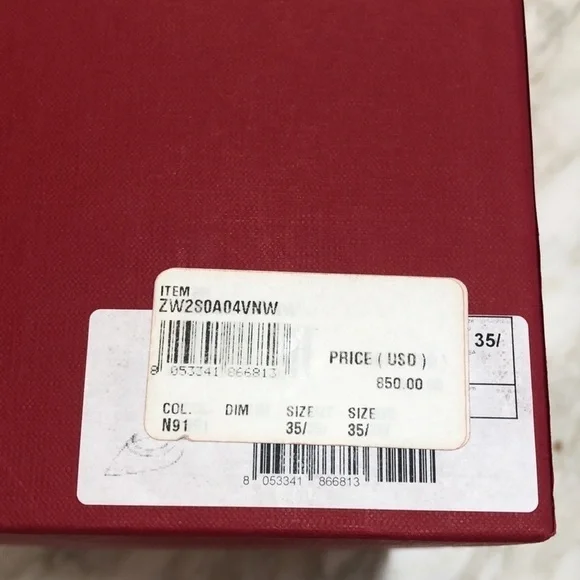 ITEM
ZW2S0A04VNW
8 053341 866813
PRICE ( USD )
850.00
COL. DIM SIZE SIZE
N91 35/ 35/
35/
8 053341 866813